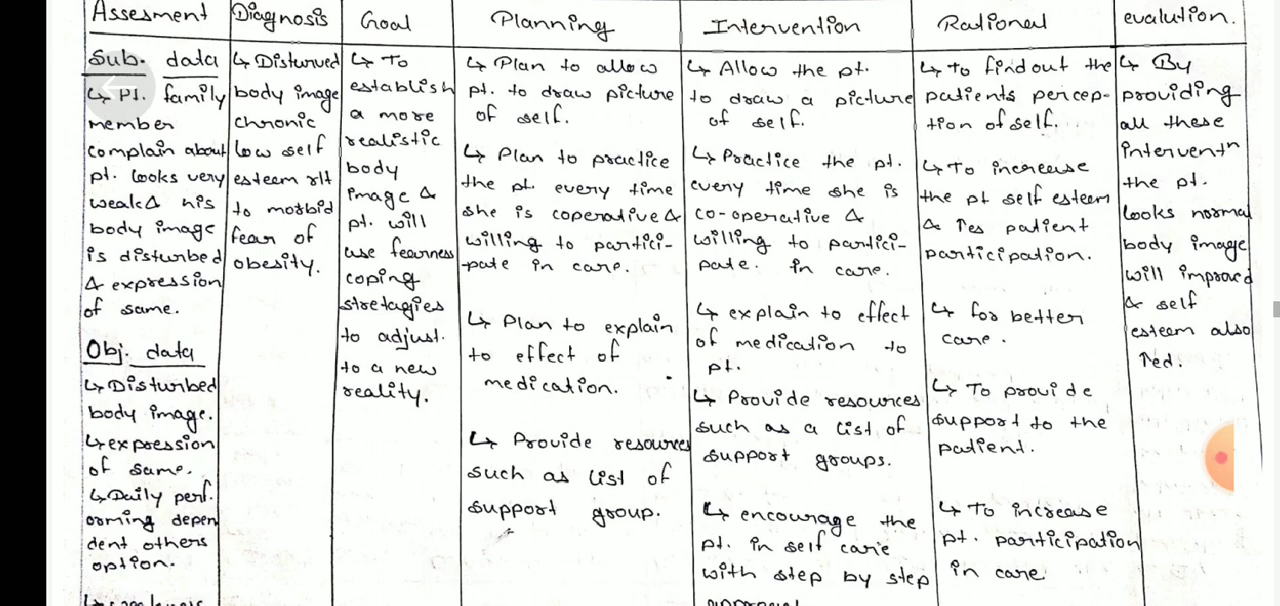 Assesment
Sub. data
↳ Pt. family
member
complain about
pt. looks very
weak & his
body image
is disturbed
& expression
of same.
Obj. data
↳ Disturbed
body image.
↳ expression
of same.
↳ Daily perf.
orming depen
dent others
option.
Diagnosis
↳ Disturved
body image
chronic
low self
esteem rlt
to morbid
fear of
obesity.
Goal
↳ To
establish
a more
realistic
body
image &
pt. will
use fearness
coping
stretagies
to adjust.
to a new
reality.
Planning
↳ Plan to allow
pt. to draw picture
of self.
↳ Plan to practice
the pt. every time
she is coperative &
willing to partici-
-pate in care.
↳ Plan to explain
to effect of
medication.
↳ Provide resources
such as list of
support group.
Intervention
↳ Allow the pt.
to draw a picture
of self.
↳ Practice the pt.
every time she is
co-operative &
willing to partici-
pate. in care.
↳ explain to effect
of medication to
pt.
↳ Provide resources
such as a list of
support groups.
↳ encourage the
pt. in self care
with step by step
Rational
↳ To find out the
patients percep-
tion of self.
↳ To increese
the pt self esteem
& ↑es patient
participation.
↳ for better
care.
↳ To provide
support to the
patient.
↳ To increase
pt. participation
in care
evalution.
↳ By
providing
all these
interventn
the pt.
looks normal
body image
will improved
& self
esteem also
↑ed.